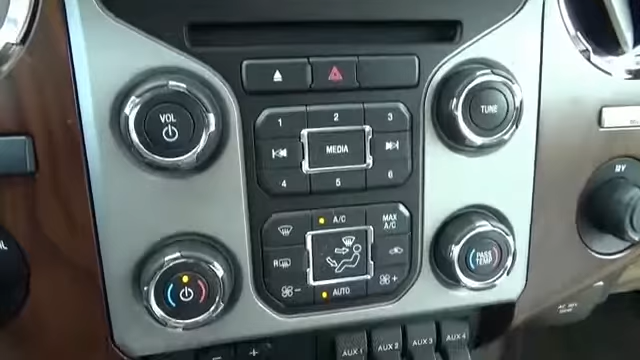 VOL
TUNE
1 2 3
MEDIA
4 5 6
A/C
MAX A/C
R
AUTO
PASS TEMP
12V
AUX 1 AUX 2 AUX 3 AUX 4